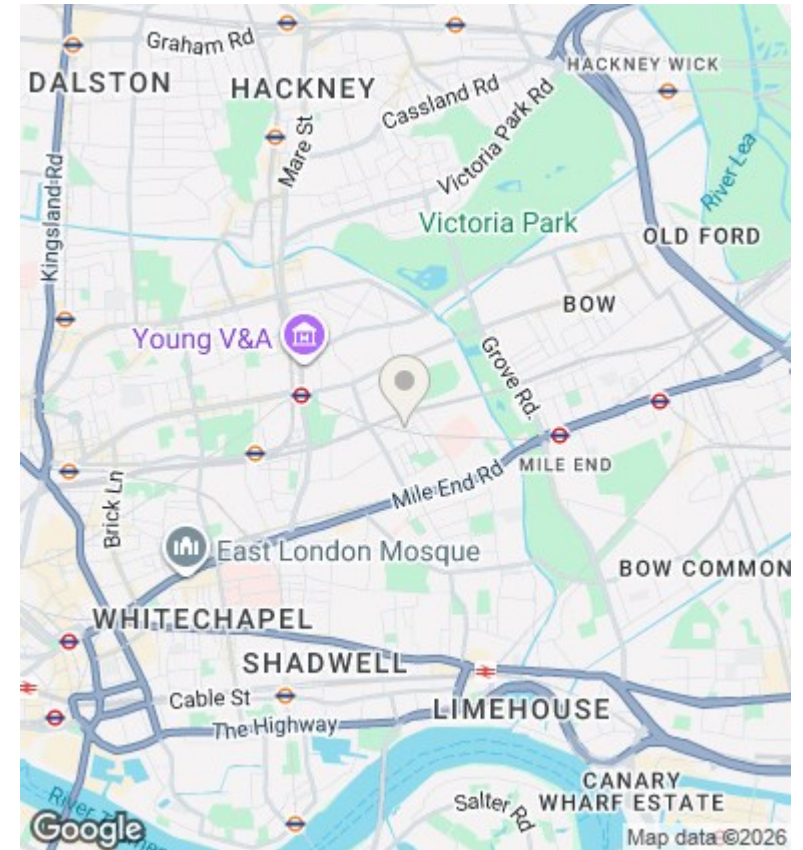 Graham Rd
DALSTON
HACKNEY
HACKNEY WICK
Cassland Rd
Mare St
Victoria Park Rd
Kingsland Rd
River Lea
Victoria Park
OLD FORD
BOW
Young V&A
Grove Rd.
MILE END
Mile End Rd
Brick Ln
East London Mosque
BOW COMMON
WHITECHAPEL
SHADWELL
Cable St
LIMEHOUSE
The Highway
CANARY
WHARF ESTATE
Salter Rd
River Thames
Google
Map data ©2026